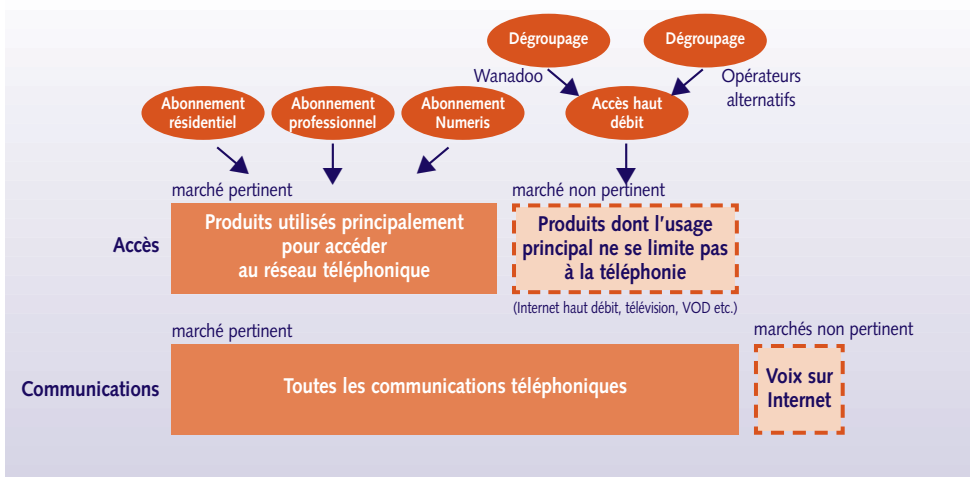 Dégroupage
Dégroupage
Wanadoo
Opérateurs
alternatifs
Abonnement
résidentiel
Abonnement
professionnel
Abonnement
Numeris
Accès haut
débit
marché pertinent
marché non pertinent
Accès
Produits utilisés principalement
pour accéder
au réseau téléphonique
Produits dont l'usage
principal ne se limite pas
à la téléphonie
(Internet haut débit, télévision, VOD etc.)
marché pertinent
marchés non pertinent
Communications
Toutes les communications téléphoniques
Voix sur
Internet